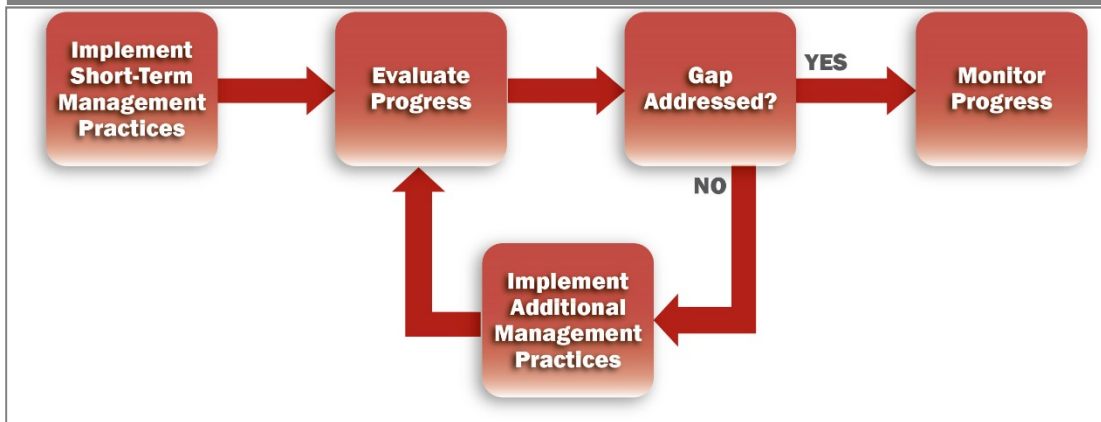 Implement
Short-Term
Management
Practices
Evaluate
Progress
Gap
Addressed?
YES
Monitor
Progress
NO
Implement
Additional
Management
Practices